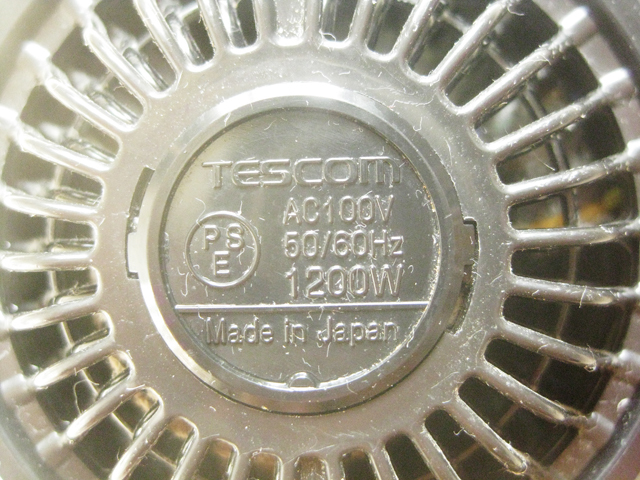 TESCOM
AC100V
PS
E
50/60Hz
1200W
Made in Japan